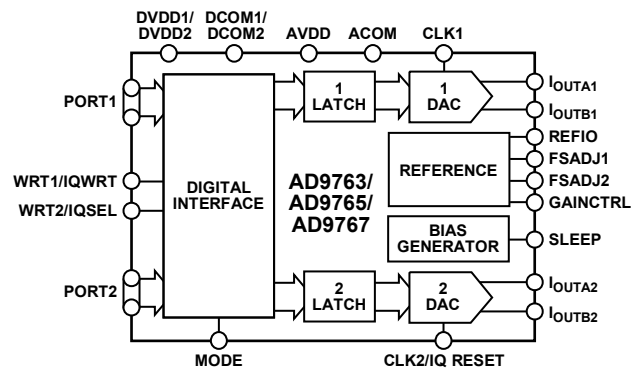 DVDD1/
DVDD2
DCOM1/
DCOM2
AVDD
ACOM
CLK1
PORT1
WRT1/IQWRT
WRT2/IQSEL
PORT2
DIGITAL
INTERFACE
1
LATCH
1
DAC
IOUTA1
IOUTB1
REFERENCE
REFIO
FSADJ1
FSADJ2
GAINCTRL
AD9763/
AD9765/
AD9767
BIAS
GENERATOR
SLEEP
2
LATCH
2
DAC
IOUTA2
IOUTB2
MODE
CLK2/IQ RESET